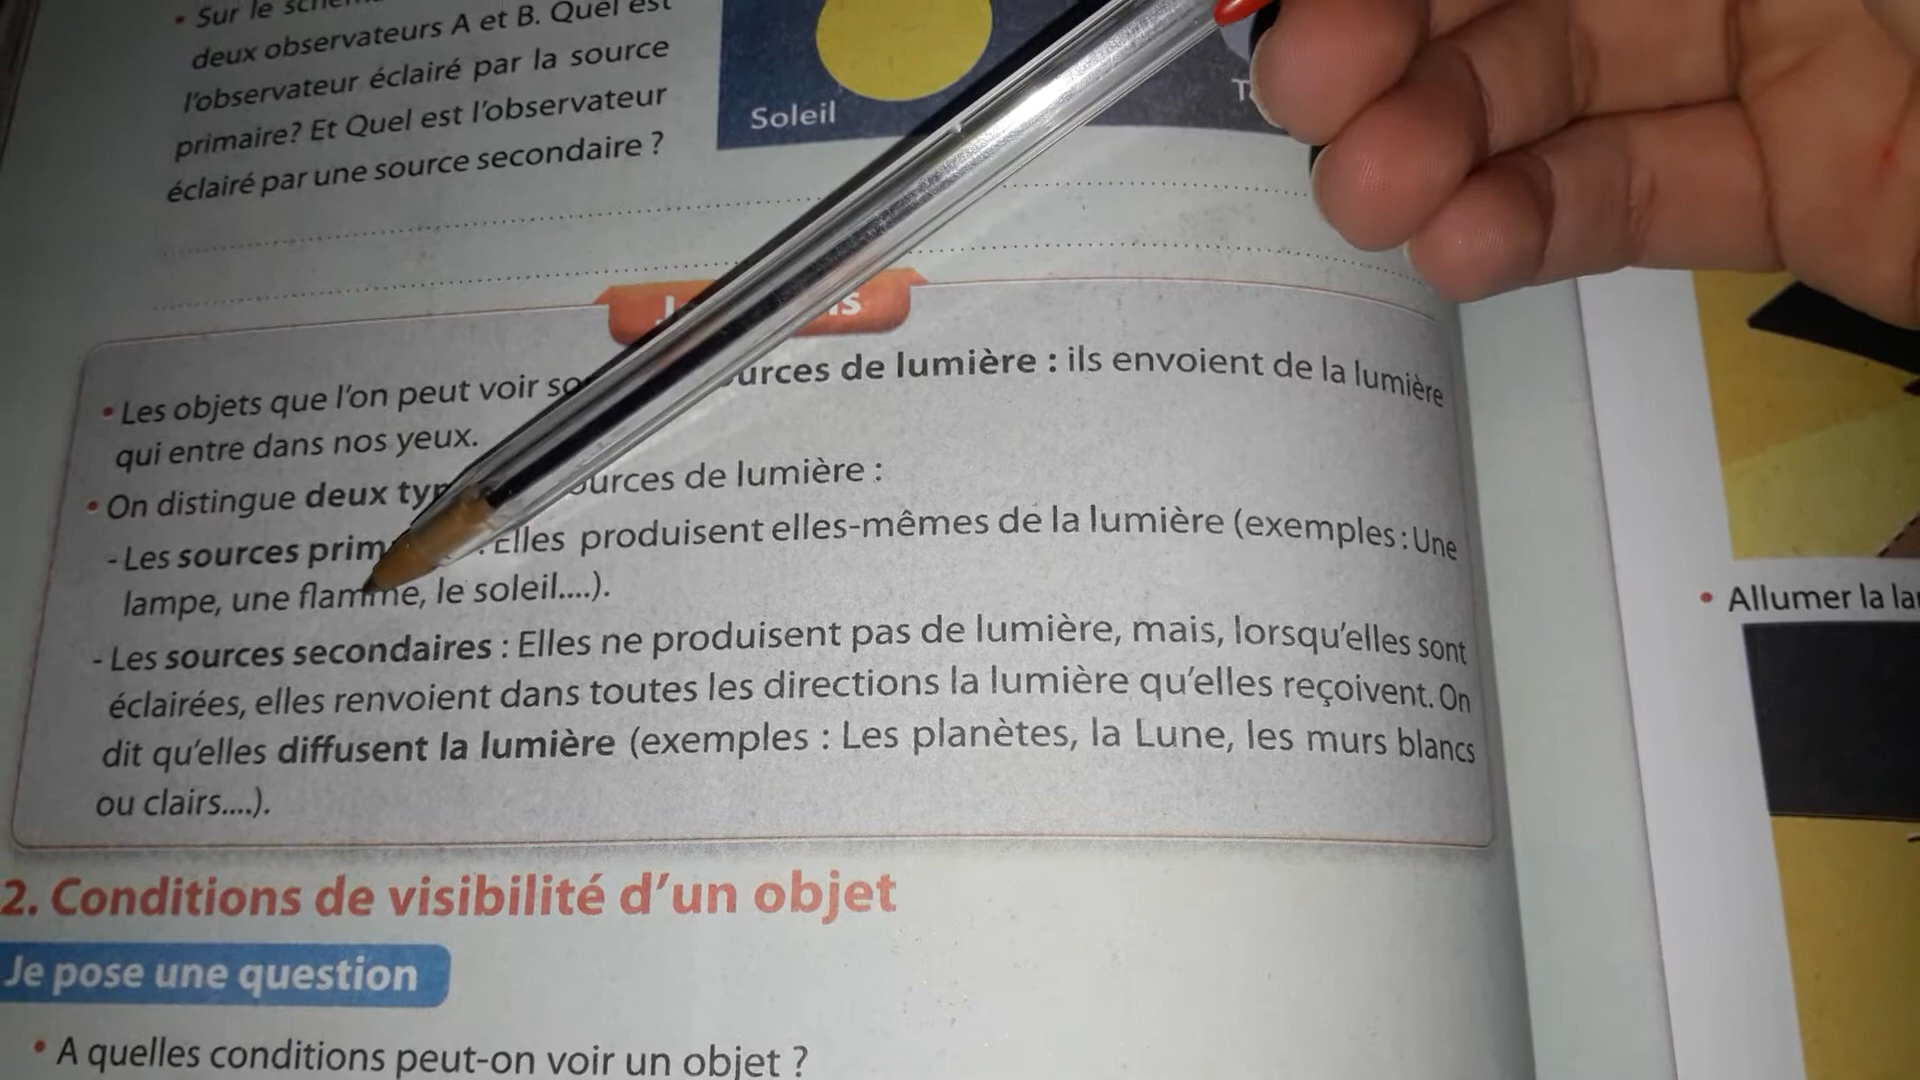 • Sur le
deux observateurs A et B. Quel est
l'observateur éclairé par la source
primaire? Et Quel est l'observateur
éclairé par une source secondaire ?
Soleil
• Les objets que l'on peut voir de lumière : ils envoient de la lumière
qui entre dans nos yeux.
• On distingue deux sources de lumière :
- Les sources : Elles produisent elles-mêmes de la lumière (exemples : Une
lampe, une flamme, le soleil....).
- Les sources secondaires : Elles ne produisent pas de lumière, mais, lorsqu'elles sont
éclairées, elles renvoient dans toutes les directions la lumière qu'elles reçoivent. On
dit qu'elles diffusent la lumière (exemples : Les planètes, la Lune, les murs blancs
ou clairs....).
2. Conditions de visibilité d'un objet
Je pose une question
• A quelles conditions peut-on voir un objet ?
• Allumer la